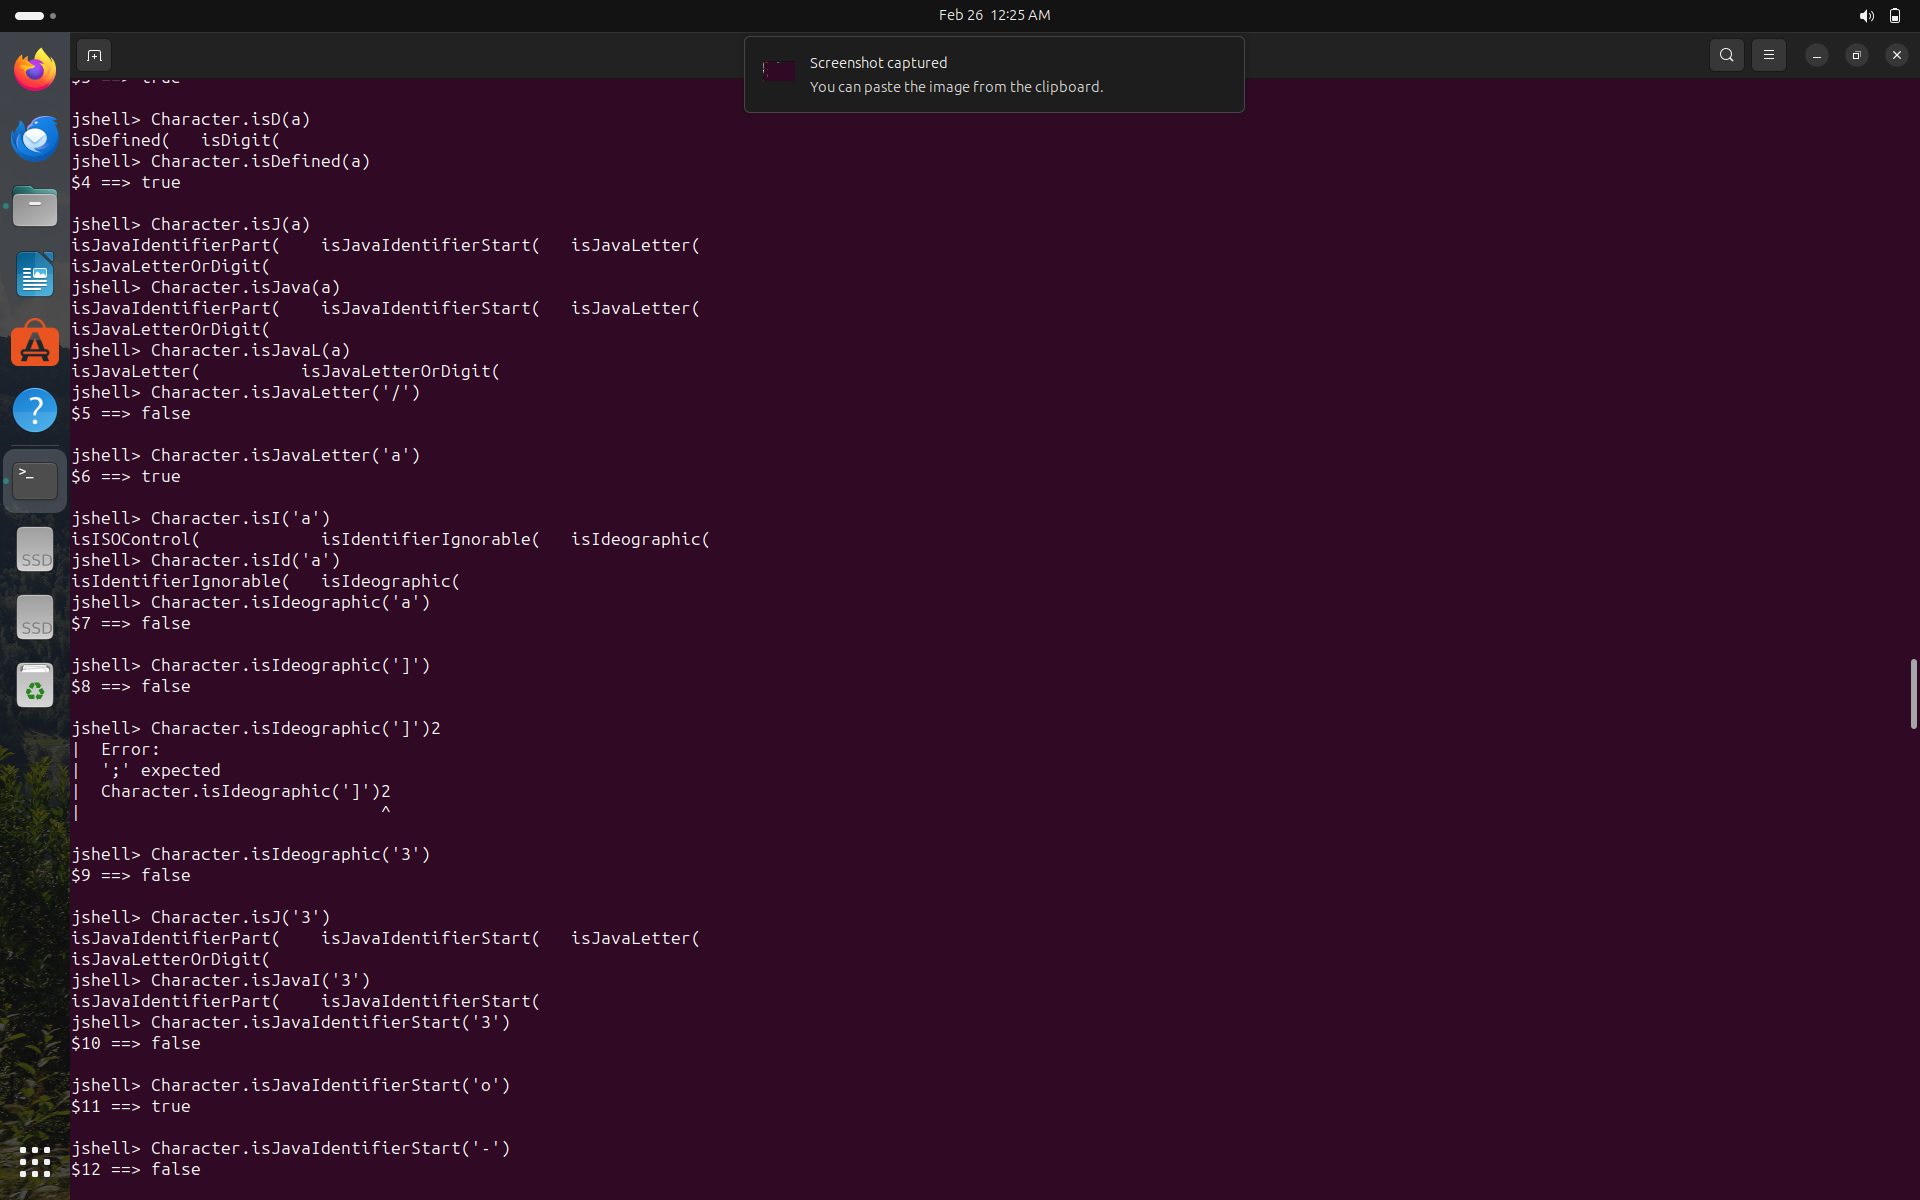 Feb 26 12:25 AM
Screenshot captured
You can paste the image from the clipboard.
$3 ==> true
jshell> Character.isD(a)
isDefined(   isDigit(
jshell> Character.isDefined(a)
$4 ==> true
jshell> Character.isJ(a)
isJavaIdentifierPart(    isJavaIdentifierStart(   isJavaLetter(
isJavaLetterOrDigit(
jshell> Character.isJava(a)
isJavaIdentifierPart(    isJavaIdentifierStart(   isJavaLetter(
isJavaLetterOrDigit(
jshell> Character.isJavaL(a)
isJavaLetter(          isJavaLetterOrDigit(
jshell> Character.isJavaLetter('/')
$5 ==> false
jshell> Character.isJavaLetter('a')
$6 ==> true
jshell> Character.isI('a')
isISOControl(            isIdentifierIgnorable(   isIdeographic(
jshell> Character.isId('a')
isIdentifierIgnorable(   isIdeographic(
jshell> Character.isIdeographic('a')
$7 ==> false
jshell> Character.isIdeographic(']')
$8 ==> false
jshell> Character.isIdeographic(']')2
|  Error:
|  ';' expected
|  Character.isIdeographic(']')2
|                              ^
jshell> Character.isIdeographic('3')
$9 ==> false
jshell> Character.isJ('3')
isJavaIdentifierPart(    isJavaIdentifierStart(   isJavaLetter(
isJavaLetterOrDigit(
jshell> Character.isJavaI('3')
isJavaIdentifierPart(    isJavaIdentifierStart(
jshell> Character.isJavaIdentifierStart('3')
$10 ==> false
jshell> Character.isJavaIdentifierStart('o')
$11 ==> true
jshell> Character.isJavaIdentifierStart('-')
$12 ==> false
>_
SSD
SSD